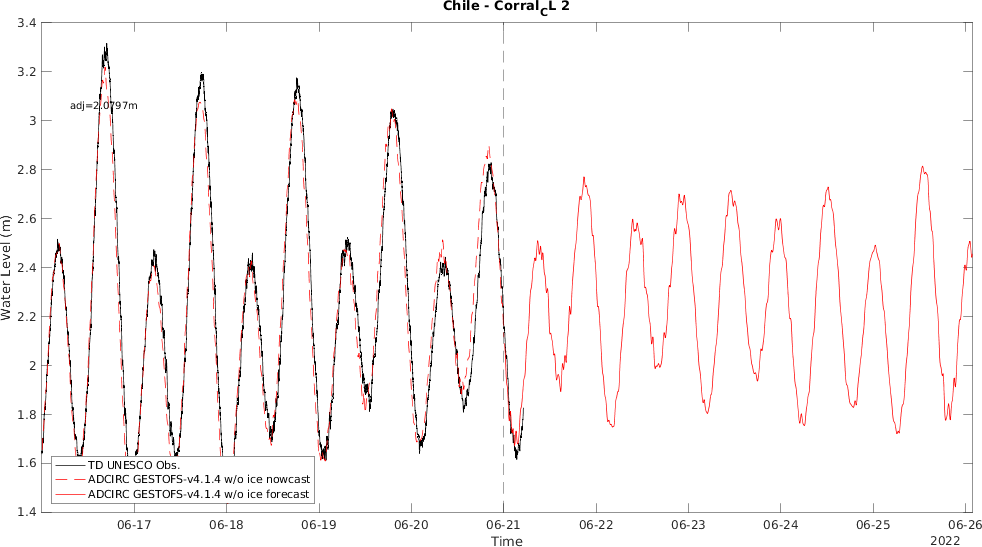 Chile - Corral_CL 2
3.4
3.2
3
2.8
2.6
2.4
2.2
2
1.8
1.6
1.4
Water Level (m)
adj=2.0797m
TD UNESCO Obs.
ADCIRC GESTOFS-v4.1.4 w/o ice nowcast
ADCIRC GESTOFS-v4.1.4 w/o ice forecast
06-17 06-18 06-19 06-20 06-21 06-22 06-23 06-24 06-25 06-26
Time
2022